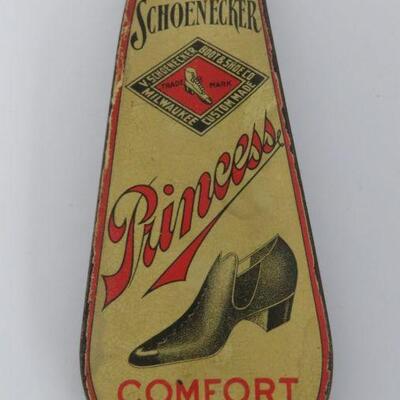 SCHOENECKER
V. SCHOENECKER BOOT & SHOE CO.
TRADE MARK
MILWAUKEE CUSTOM MADE
Princess
COMFORT